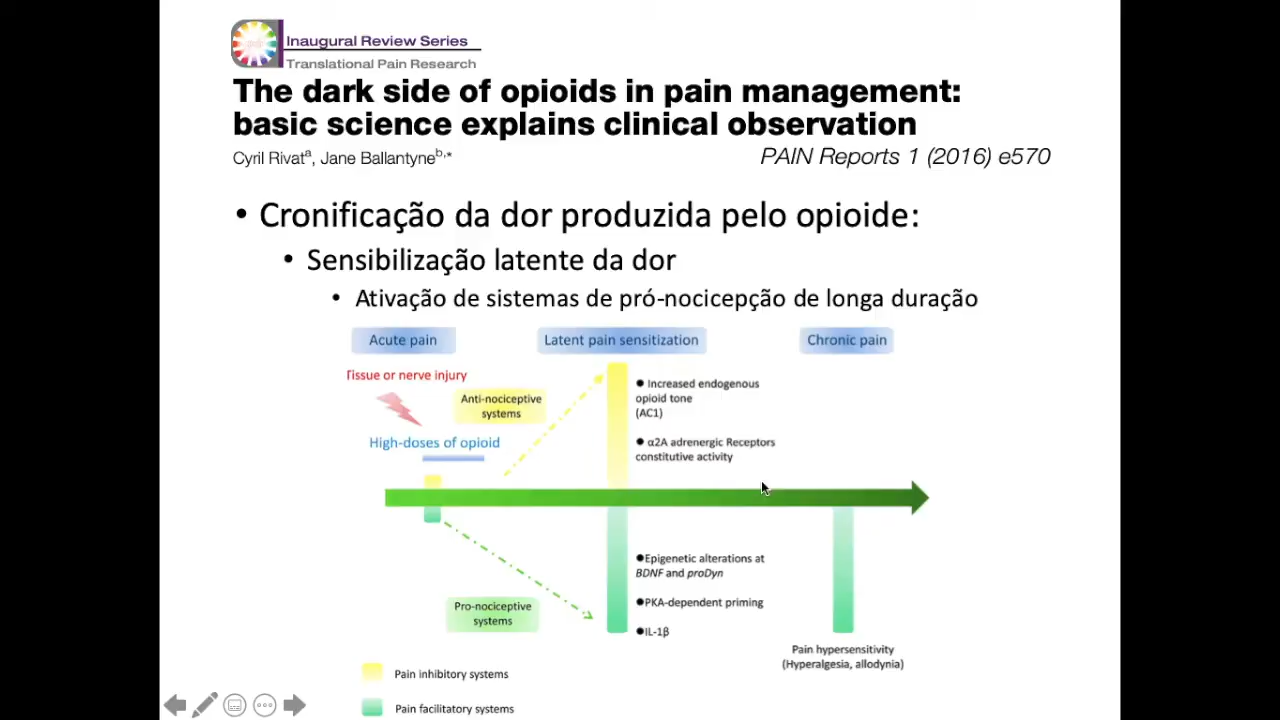 Inaugural Review Series
Translational Pain Research
The dark side of opioids in pain management:
basic science explains clinical observation
Cyril Rivatᵃ, Jane Ballantyneᵇ,*
PAIN Reports 1 (2016) e570
• Cronificação da dor produzida pelo opioide:
• Sensibilização latente da dor
• Ativação de sistemas de pró-nocicepção de longa duração
Acute pain
Latent pain sensitization
Chronic pain
Tissue or nerve injury
Anti-nociceptive
systems
High-doses of opioid
● Increased endogenous
opioid tone
(AC1)
● α2A adrenergic Receptors
constitutive activity
●Epigenetic alterations at
BDNF and proDyn
●PKA-dependent priming
●IL-1β
Pro-nociceptive
systems
Pain hypersensitivity
(Hyperalgesia, allodynia)
Pain inhibitory systems
Pain facilitatory systems